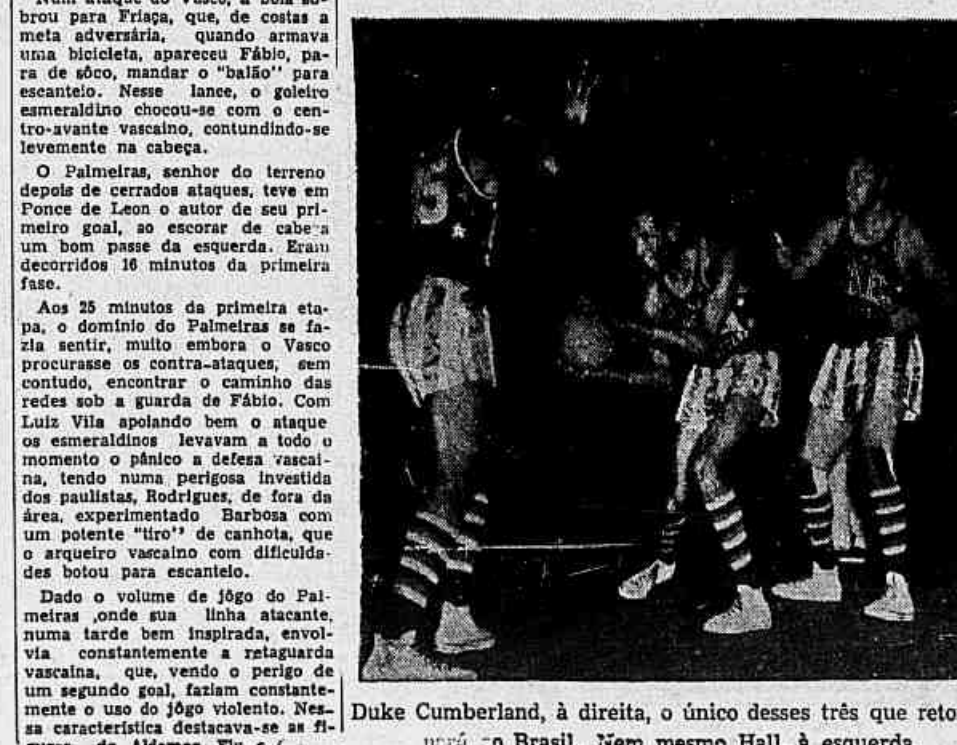 Num ataque do Vasco, a bola so-
brou para Friaça, que, de costas a
meta adversária, quando armava
uma bicicleta, apareceu Fábio, pa-
ra de sôco, mandar o "balão" para
escanteio. Nesse lance, o goleiro
esmeraldino chocou-se com o cen-
tro-avante vascaino, contundindo-se
levemente na cabeça.
O Palmeiras, senhor do terreno
depois de cerrados ataques, teve em
Ponce de Leon o autor de seu pri-
meiro goal, ao escorar de cabeça
um bom passe da esquerda. Eram
decorridos 16 minutos da primeira
fase.
Aos 25 minutos da primeira eta-
pa, o dominio do Palmeiras se fa-
zia sentir, muito embora o Vasco
procurasse os contra-ataques, sem
contudo, encontrar o caminho das
redes sob a guarda de Fábio. Com
Luiz Vila apoiando bem o ataque
os esmeraldinos levavam a todo o
momento o pânico a defesa vascai-
na, tendo numa perigosa investida
dos paulistas, Rodrigues, de fora da
área, experimentado Barbosa com
um potente "tiro" de canhota, que
o arqueiro vascaino com dificulda-
des botou para escanteio.
Dado o volume de jôgo do Pal-
meiras ,onde sua linha atacante,
numa tarde bem inspirada, envol-
via constantemente a retaguarda
vascaina, que, vendo o perigo de
um segundo goal, faziam constante-
mente o uso do jôgo violento. Nes-
sa característica destacava-se as fi-
Duke Cumberland, à direita, o único desses três que reto
Brasil. Nem mesmo Hall, à esquerda